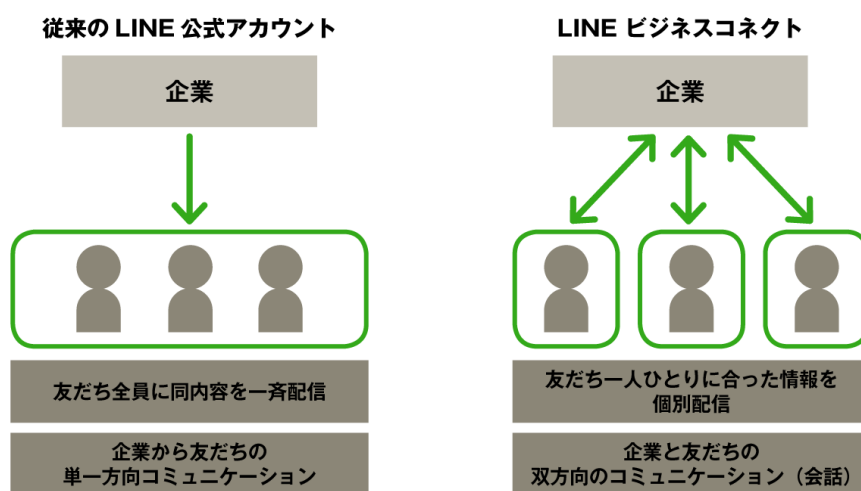 従来の LINE 公式アカウント
企業
友だち全員に同内容を一斉配信
企業から友だちの
単一方向コミュニケーション
LINE ビジネスコネクト
企業
友だち一人ひとりに合った情報を
個別配信
企業と友だちの
双方向のコミュニケーション（会話）